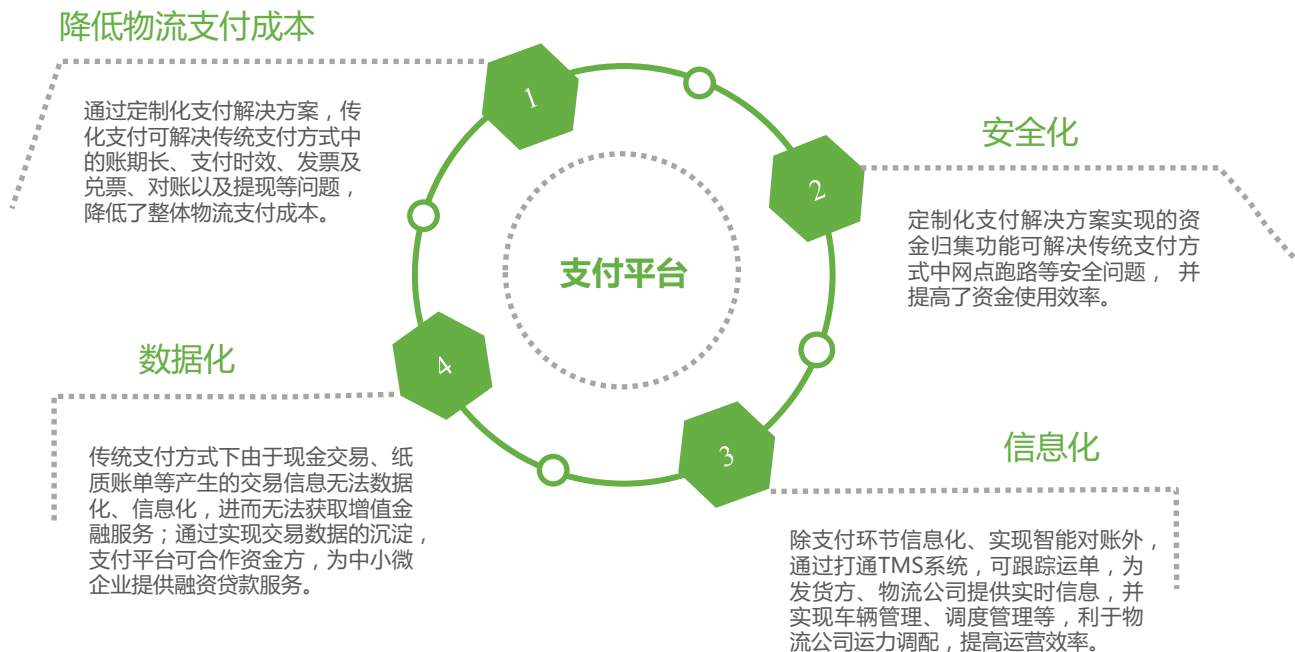 降低物流支付成本
1
通过定制化支付解决方案，传
化支付可解决传统支付方式中
的账期长、支付时效、发票及
兑票、对账以及提现等问题，
降低了整体物流支付成本。
安全化
2
定制化支付解决方案实现的资
金归集功能可解决传统支付方
式中网点跑路等安全问题， 并
提高了资金使用效率。
支付平台
数据化
4
传统支付方式下由于现金交易、纸
质账单等产生的交易信息无法数据
化、信息化，进而无法获取增值金
融服务；通过实现交易数据的沉淀，
支付平台可合作资金方，为中小微
企业提供融资贷款服务。
信息化
3
除支付环节信息化、实现智能对账外，
通过打通TMS系统，可跟踪运单，为
发货方、物流公司提供实时信息，并
实现车辆管理、调度管理等，利于物
流公司运力调配，提高运营效率。